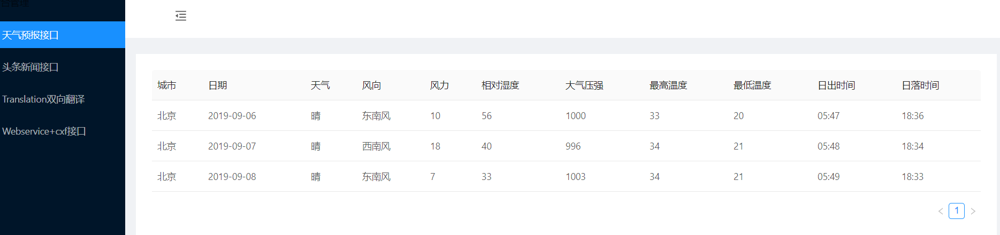 台管理
天气预报接口
头条新闻接口
Translation双向翻译
Webservice+cxf接口
城市 日期 天气 风向 风力 相对湿度 大气压强 最高温度 最低温度 日出时间 日落时间
北京 2019-09-06 晴 东南风 10 56 1000 33 20 05:47 18:36
北京 2019-09-07 晴 西南风 18 40 996 34 21 05:48 18:34
北京 2019-09-08 晴 东南风 7 33 1003 34 21 05:49 18:33
1